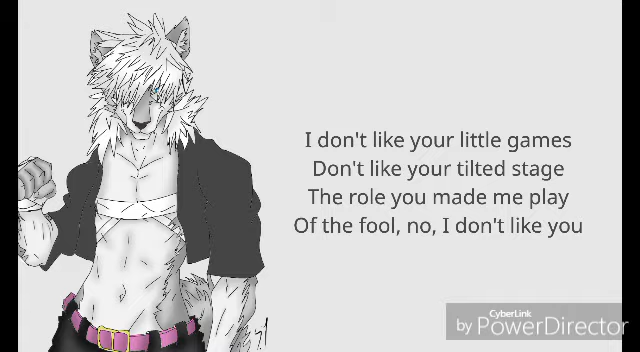 I don't like your little games
Don't like your tilted stage
The role you made me play
Of the fool, no, I don't like you
CyberLink
by PowerDirector